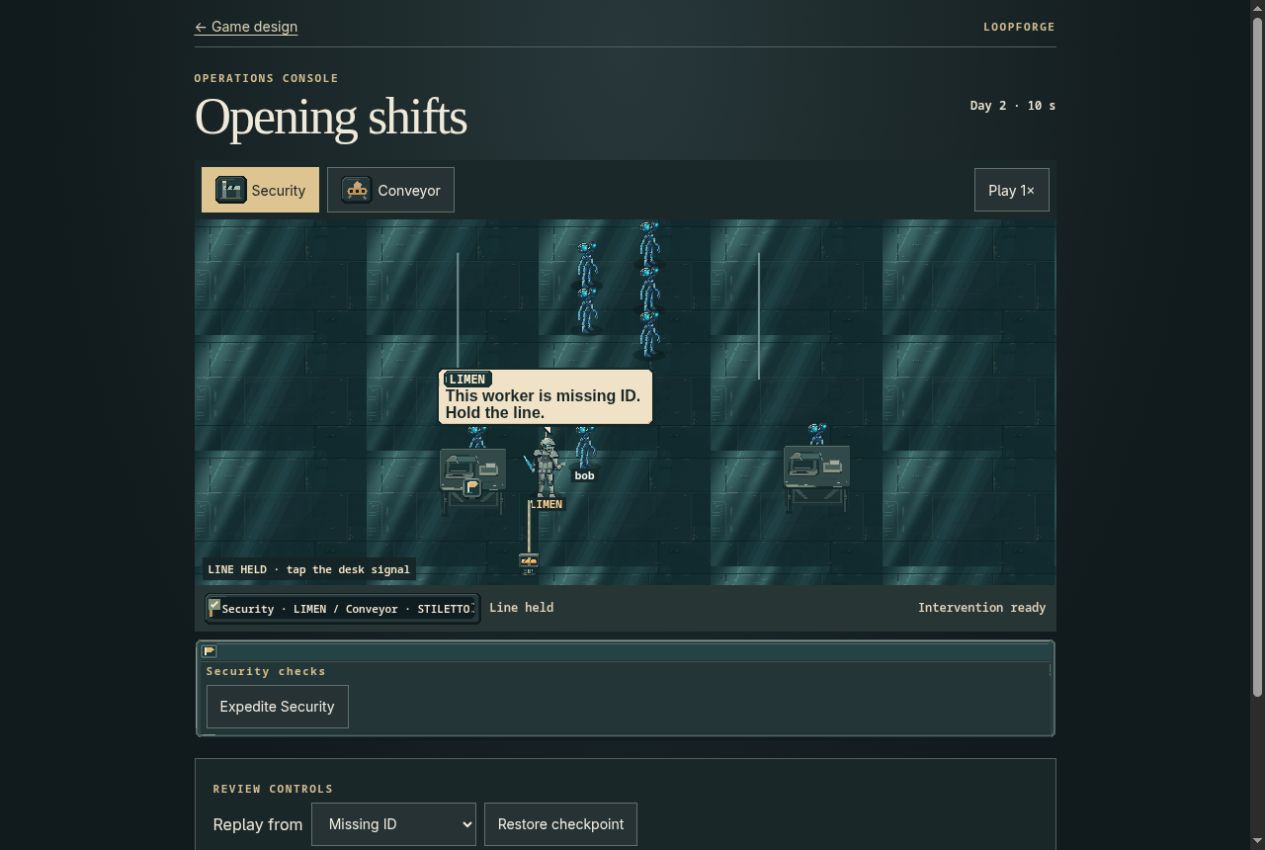 ← Game design
LOOPFORGE
OPERATIONS CONSOLE
Opening shifts
Day 2 · 10 s
Security
Conveyor
Play 1×
LIMEN
This worker is missing ID.
Hold the line.
bob
LIMEN
LINE HELD · tap the desk signal
Security · LIMEN / Conveyor · STILETTO
Line held
Intervention ready
Security checks
Expedite Security
REVIEW CONTROLS
Replay from
Missing ID
Restore checkpoint